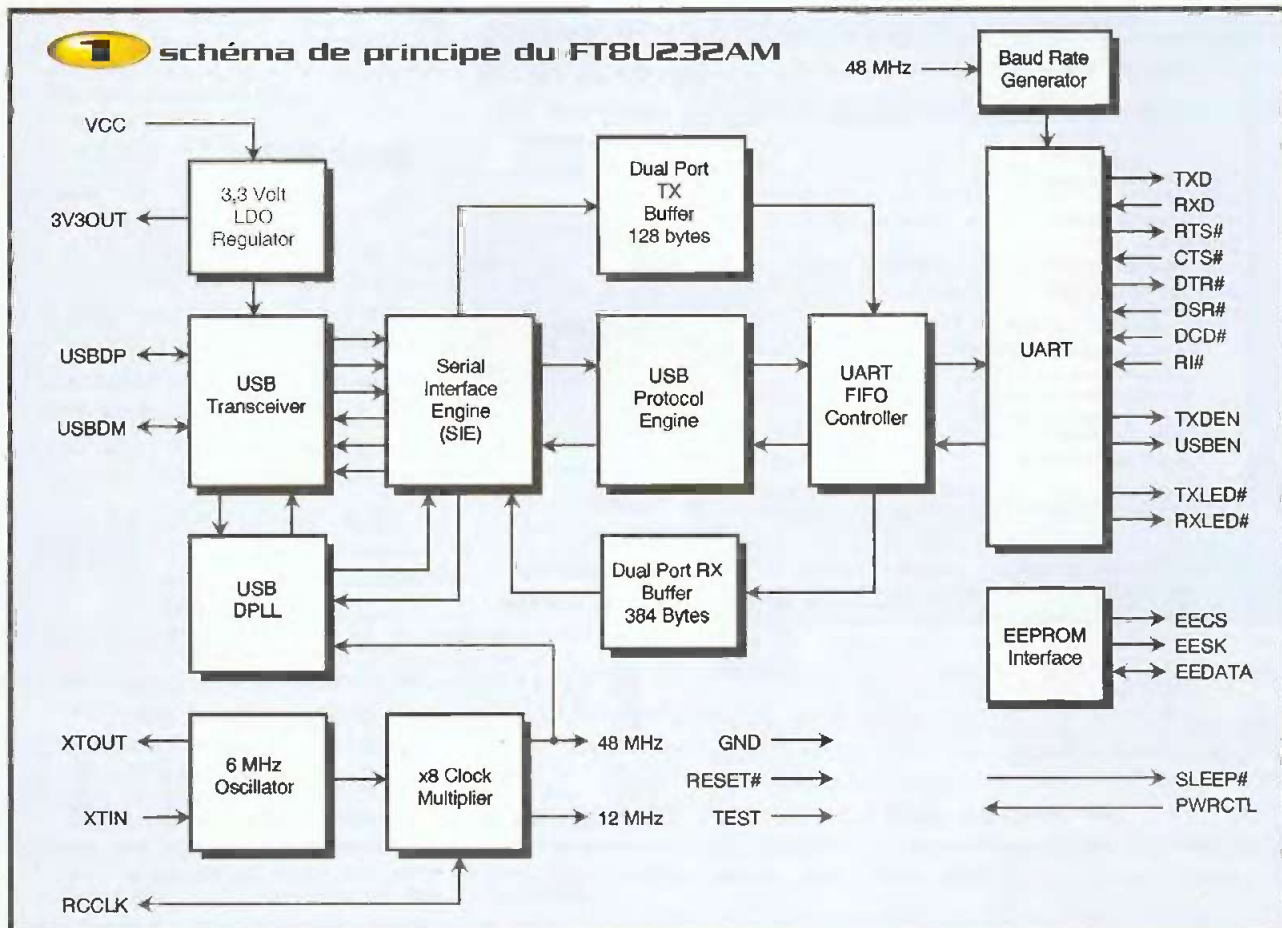 1 schéma de principe du FT8U232AM
48 MHz
Baud Rate
Generator
VCC
3,3 Volt
LDO
Regulator
3V3OUT
Dual Port
TX
Buffer
128 bytes
TXD
RXD
RTS#
CTS#
DTR#
DSR#
DCD#
RI#
UART
TXDEN
USBEN
TXLED#
RXLED#
USBDP
USBDM
USB
Transceiver
Serial
Interface
Engine
(SIE)
USB
Protocol
Engine
UART
FIFO
Controller
USB
DPLL
Dual Port RX
Buffer
384 Bytes
EEPROM
Interface
EECS
EESK
EEDATA
XTOUT
XTIN
6 MHz
Oscillator
x8 Clock
Multiplier
48 MHz
12 MHz
GND
RESET#
TEST
SLEEP#
PWRCTL
RCCLK